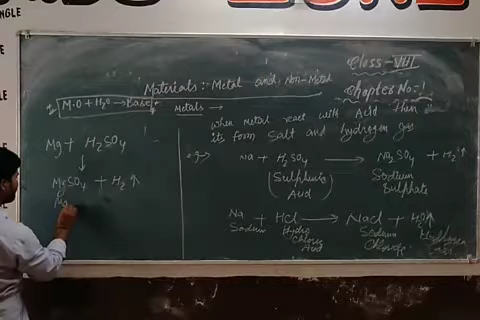 NGLE
Class - VIII
Materials :- Metal and Non-Metal
Chapter No:- 1
M.O + H2O → Base
Metals →
When metal react with Acid Then
its form Salt and hydrogen gas
Mg + H2SO4
↓
MgSO4 + H2↑
Mg
e.g →
Na + H2SO4 → Na2SO4 + H2↑
(Sulphuric Acid)
Sodium Sulphate
Na + HCl → NaCl +
Sodium
Hydro Chloric Acid
Sodium Chloride